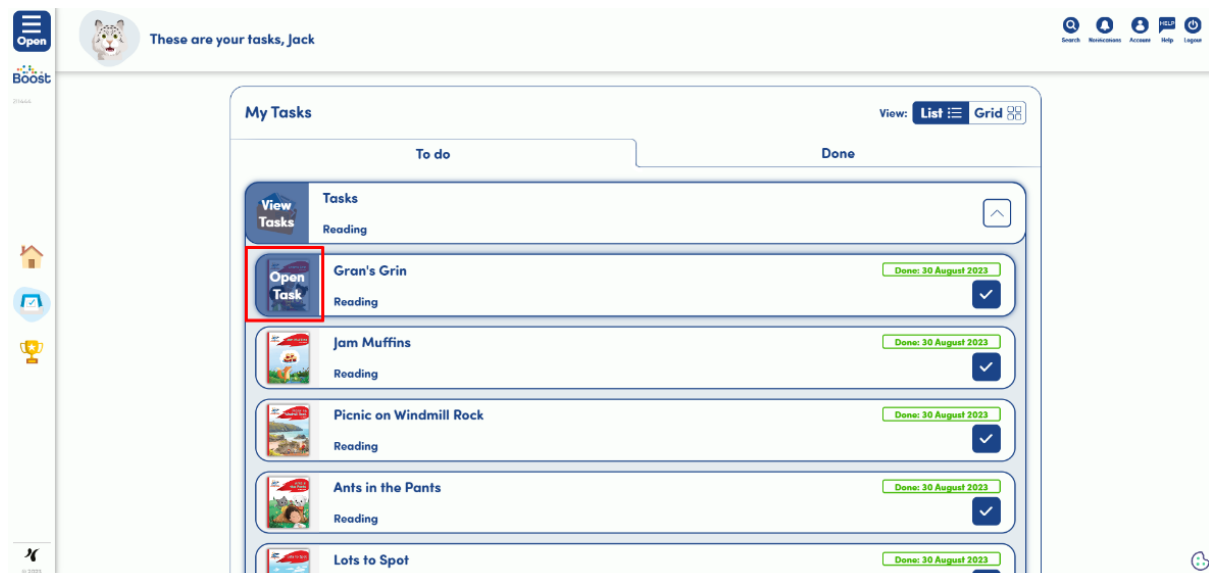 Open
These are your tasks, Jack
HELP
Search Notifications Account Help Logout
Boost
My Tasks
View: List Grid
To do
Done
View
Tasks
Tasks
Reading
Open
Task
Gran's Grin
Done: 30 August 2023
Reading
Jam Muffins
Done: 30 August 2023
Reading
Picnic on Windmill Rock
Done: 30 August 2023
Reading
Ants in the Pants
Done: 30 August 2023
Reading
Lots to Spot
Done: 30 August 2023